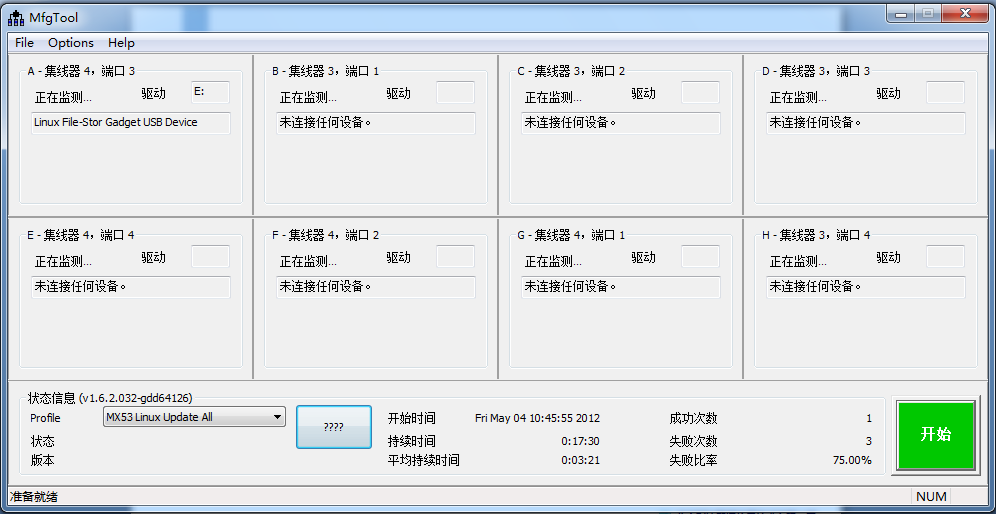 MfgTool
File Options Help
A - 集线器 4，端口 3
正在监测... 驱动 E:
Linux File-Stor Gadget USB Device
B - 集线器 3，端口 1
正在监测... 驱动
未连接任何设备。
C - 集线器 3，端口 2
正在监测... 驱动
未连接任何设备。
D - 集线器 3，端口 3
正在监测... 驱动
未连接任何设备。
E - 集线器 4，端口 4
正在监测... 驱动
未连接任何设备。
F - 集线器 4，端口 2
正在监测... 驱动
未连接任何设备。
G - 集线器 4，端口 1
正在监测... 驱动
未连接任何设备。
H - 集线器 3，端口 4
正在监测... 驱动
未连接任何设备。
状态信息 (v1.6.2.032-gdd64126)
Profile MX53 Linux Update All
状态
版本
????
开始时间 Fri May 04 10:45:55 2012
持续时间 0:17:30
平均持续时间 0:03:21
成功次数 1
失败次数 3
失败比率 75.00%
开始
准备就绪 NUM